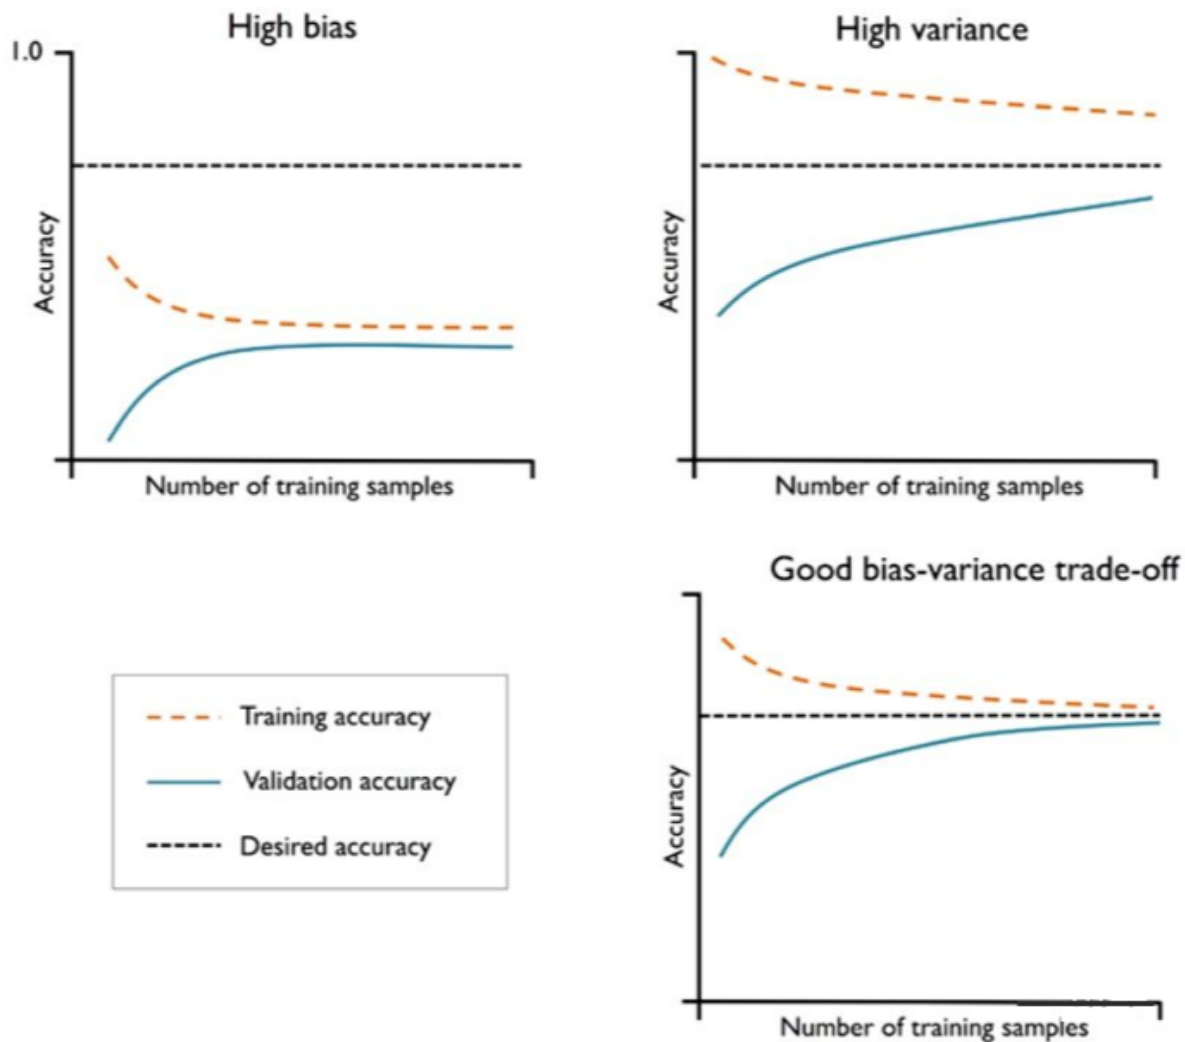 High bias
1.0
Accuracy
Number of training samples
High variance
Accuracy
Number of training samples
Training accuracy
Validation accuracy
Desired accuracy
Good bias-variance trade-off
Accuracy
Number of training samples